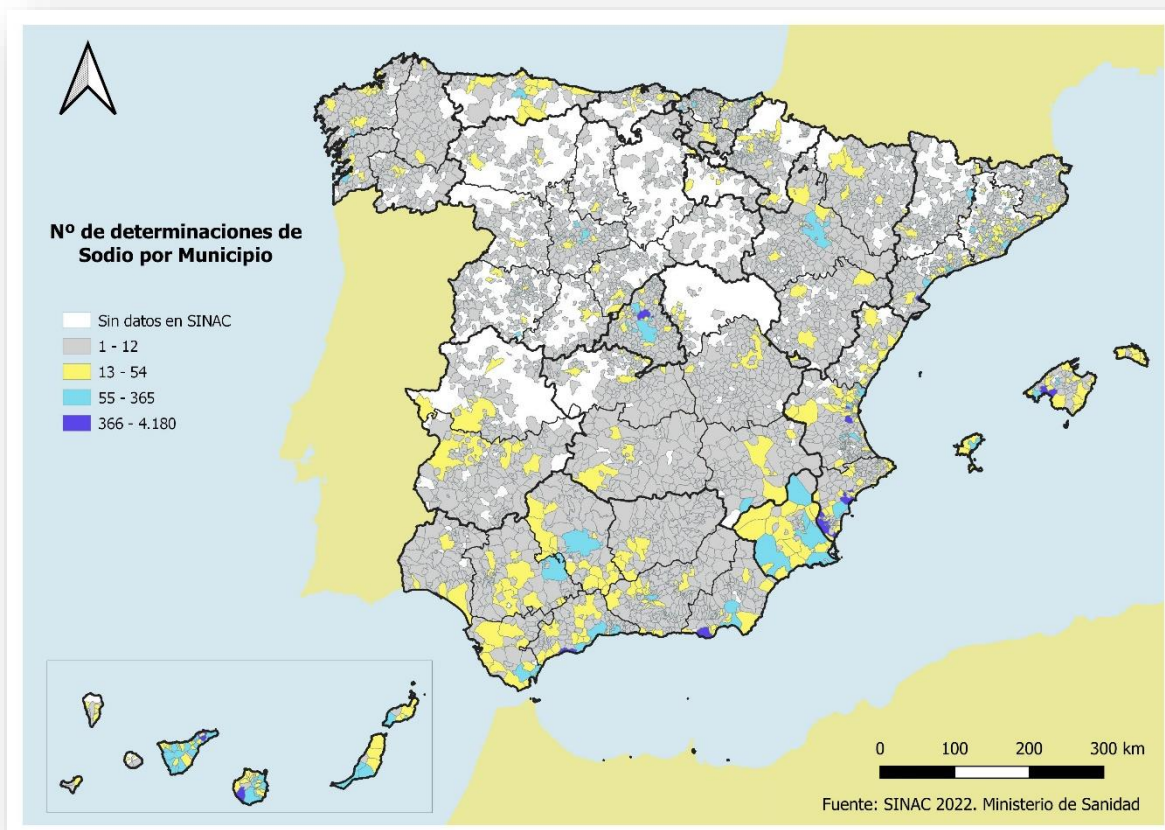 Nº de determinaciones de
Sodio por Municipio
Sin datos en SINAC
1 - 12
13 - 54
55 - 365
366 - 4.180
0 100 200 300 km
Fuente: SINAC 2022. Ministerio de Sanidad